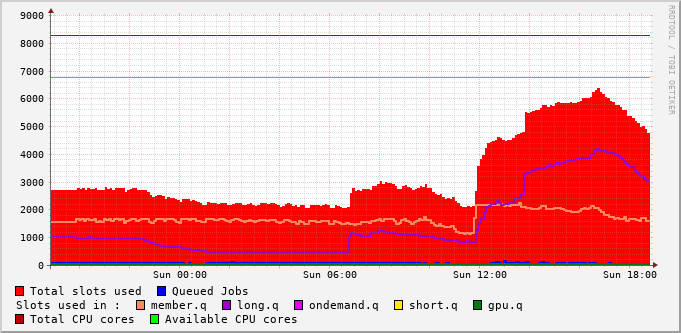 9000
8000
7000
6000
5000
4000
3000
2000
1000
0
Sun 00:00 Sun 06:00 Sun 12:00 Sun 18:00
Total slots used Queued Jobs
Slots used in : member.q long.q ondemand.q short.q gpu.q
Total CPU cores Available CPU cores
RRDTOOL / TOBI OETIKER